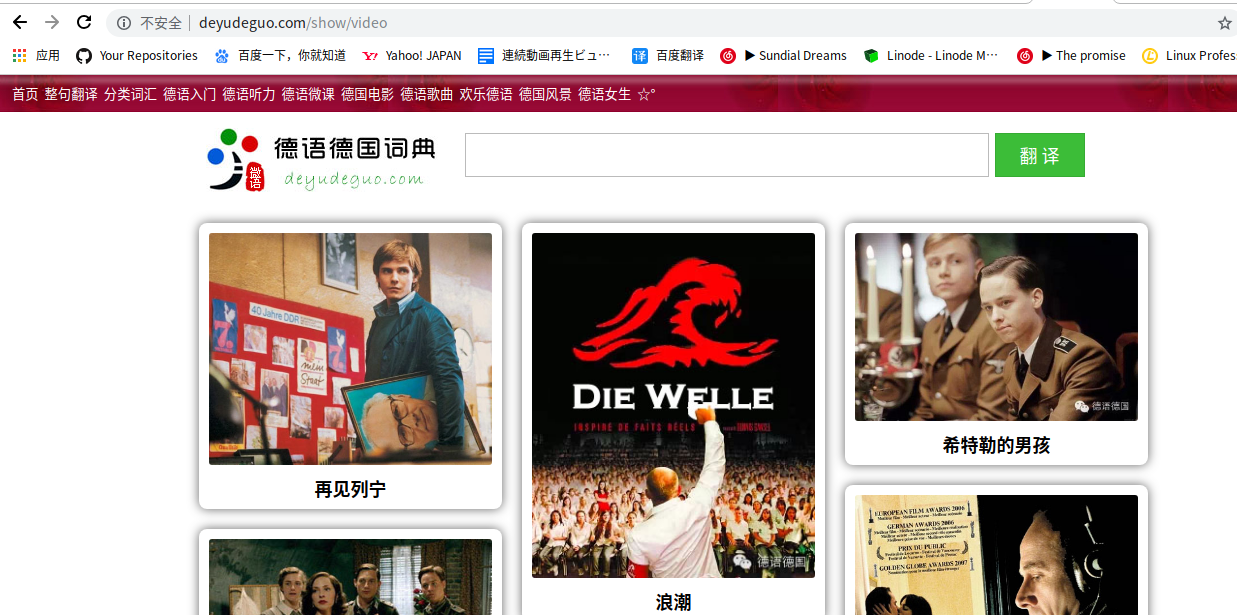 不安全 deyudeguo.com/show/video
应用 Your Repositories 百度一下，你就知道 Yahoo! JAPAN 連続動画再生ビュ… 百度翻译 ▶ Sundial Dreams Linode - Linode M… ▶ The promise Linux Profes
首页 整句翻译 分类词汇 德语入门 德语听力 德语微课 德国电影 德语歌曲 欢乐德语 德国风景 德语女生 ☆°
德语德国词典
微语
deyudeguo.com
翻 译
40 Jahre DDR
mein Staat
再见列宁
DIE WELLE
INSPIRE DE FAITS RÉELS
德语德国
浪潮
德语德国
希特勒的男孩
EUROPEAN FILM AWARDS 2006
GERMAN AWARDS 2006
PRIX DU PUBLIC
GOLDEN GLOBE AWARDS 2007